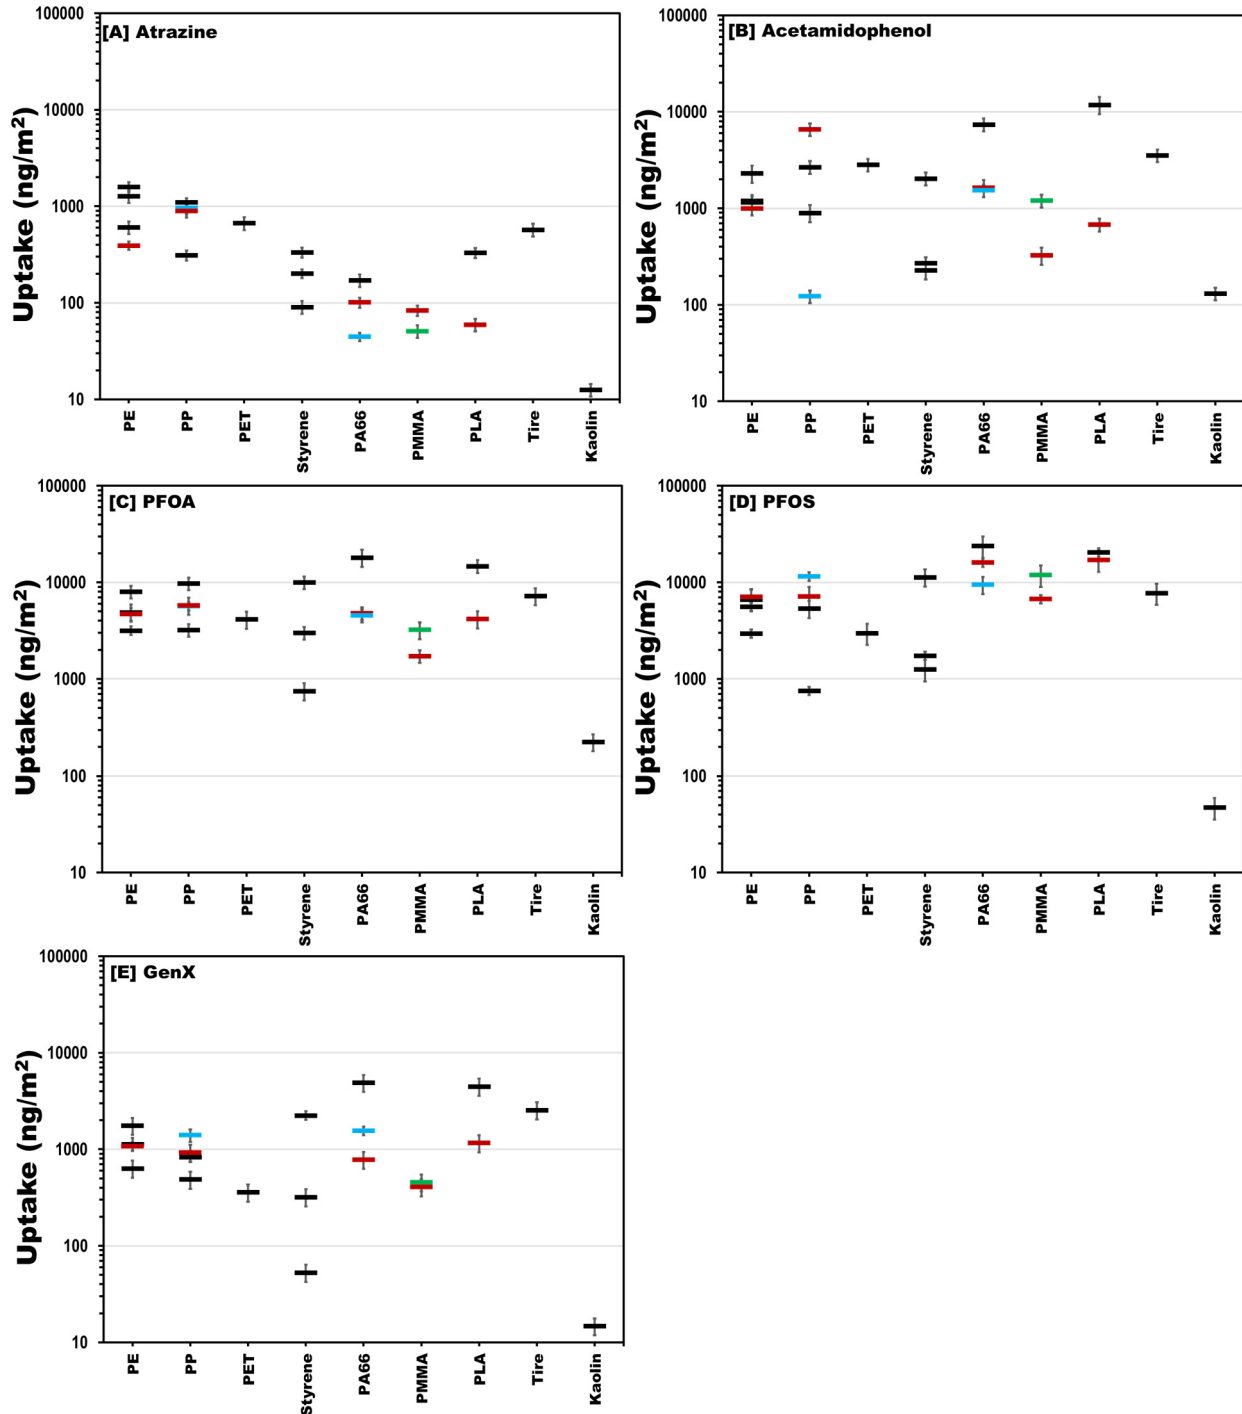 [A] Atrazine
Uptake (ng/m²)
100000
10000
1000
100
10
PE
PP
PET
Styrene
PA66
PMMA
PLA
Tire
Kaolin
[B] Acetamidophenol
Uptake (ng/m²)
100000
10000
1000
100
10
PE
PP
PET
Styrene
PA66
PMMA
PLA
Tire
Kaolin
[C] PFOA
Uptake (ng/m²)
100000
10000
1000
100
10
PE
PP
PET
Styrene
PA66
PMMA
PLA
Tire
Kaolin
[D] PFOS
Uptake (ng/m²)
100000
10000
1000
100
10
PE
PP
PET
Styrene
PA66
PMMA
PLA
Tire
Kaolin
[E] GenX
Uptake (ng/m²)
100000
10000
1000
100
10
PE
PP
PET
Styrene
PA66
PMMA
PLA
Tire
Kaolin